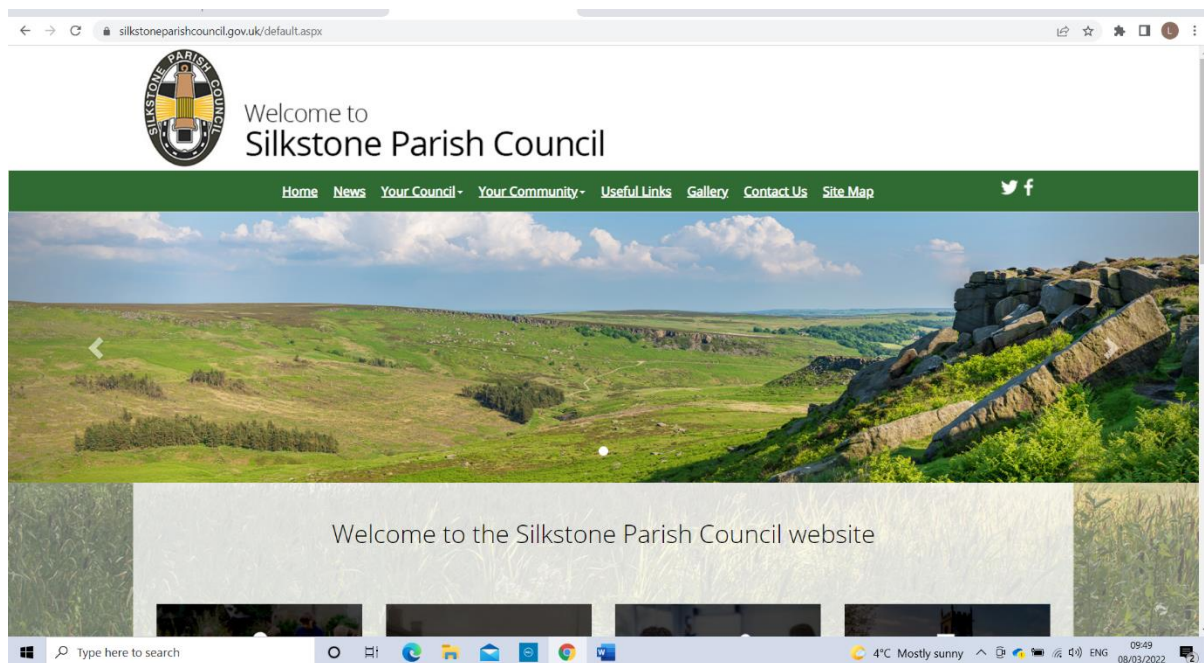 silkstoneparishcouncil.gov.uk/default.aspx
L
SILKSTONE PARISH COUNCIL
Welcome to
Silkstone Parish Council
Home News Your Council Your Community Useful Links Gallery Contact Us Site Map
Welcome to the Silkstone Parish Council website
Type here to search
4°C Mostly sunny ENG
09:49
08/03/2022